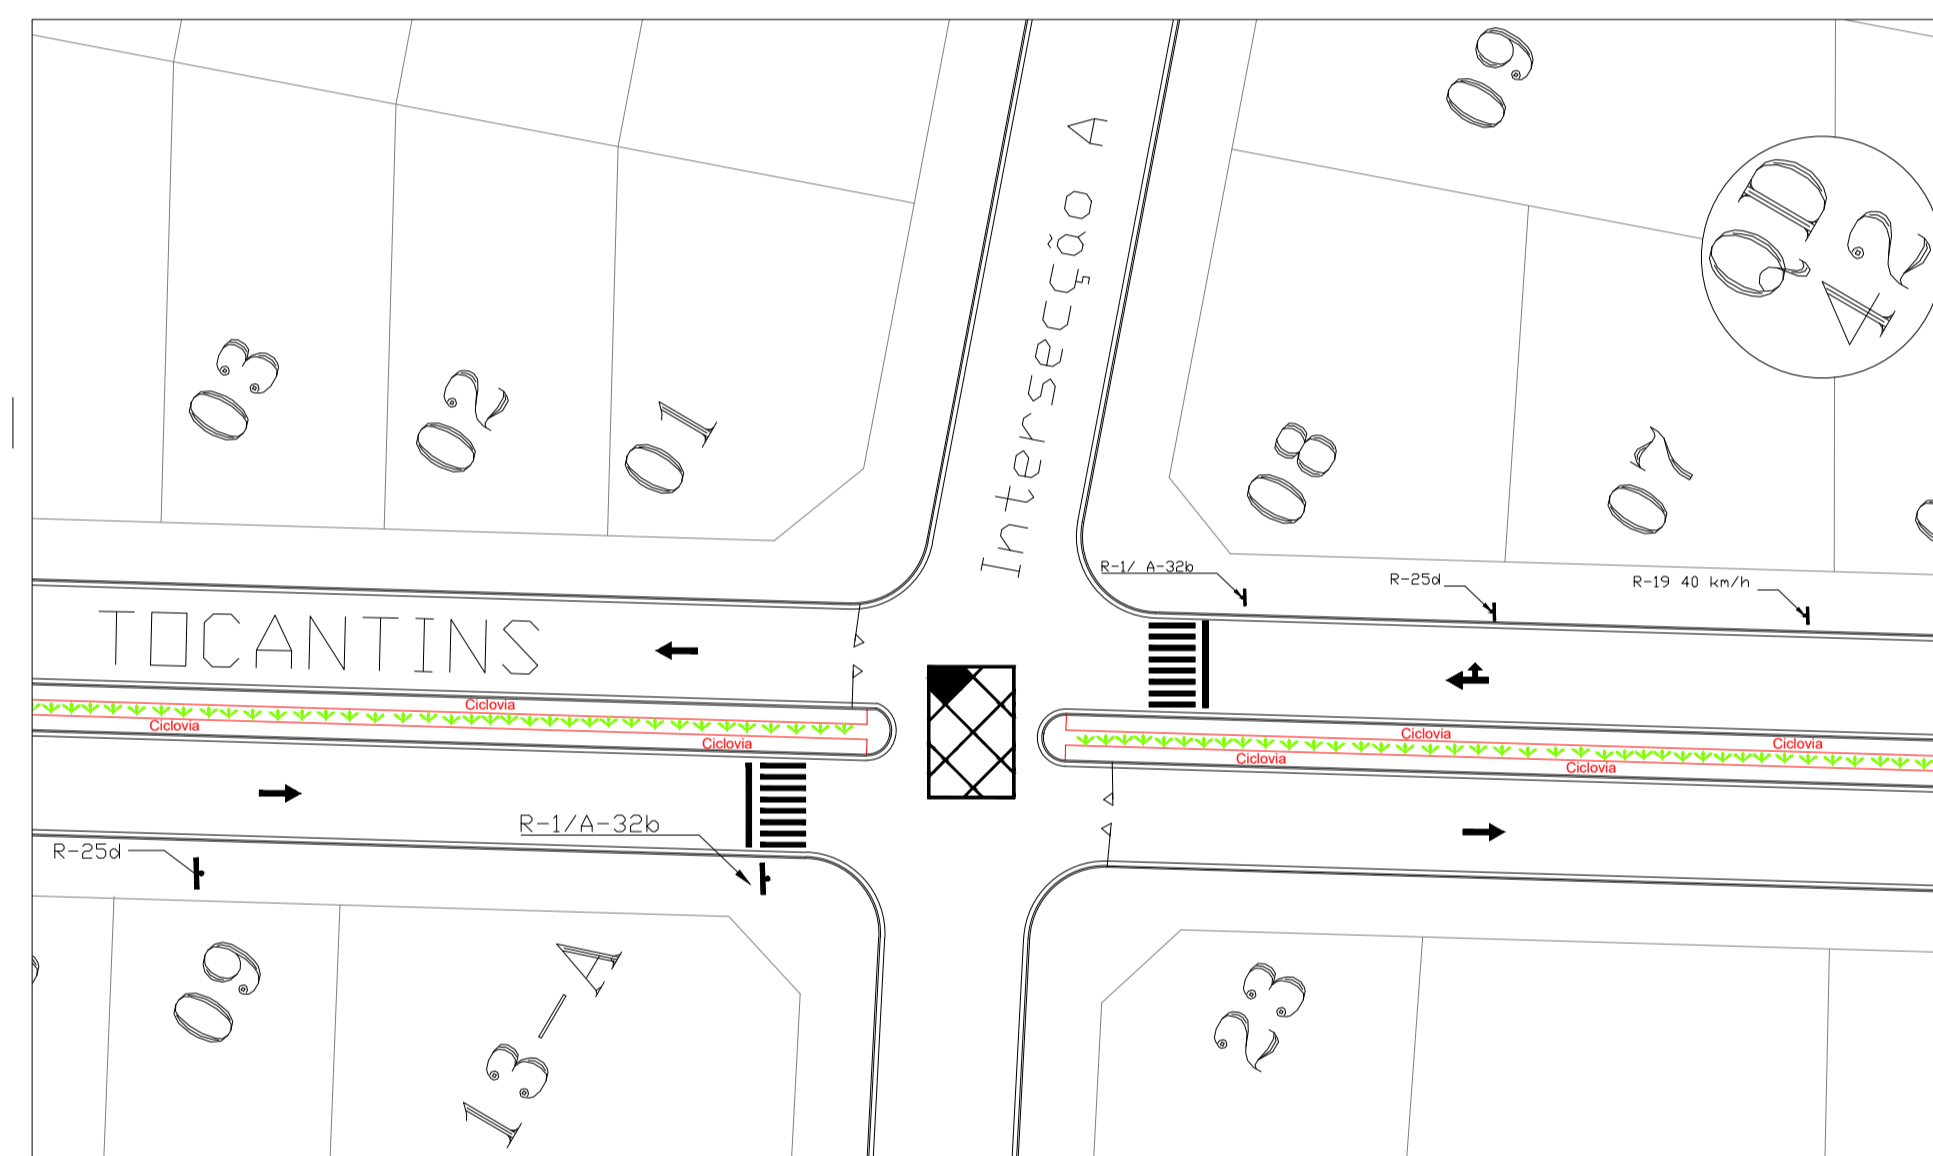 09
QD
42
Intersecção A
03
02
01
08
07
R-1/ A-32b
R-25d
R-19 40 km/h
TOCANTINS
Ciclovia
Ciclovia
Ciclovia
Ciclovia
Ciclovia
Ciclovia
Ciclovia
R-1/A-32b
R-25d
09
13-A
23